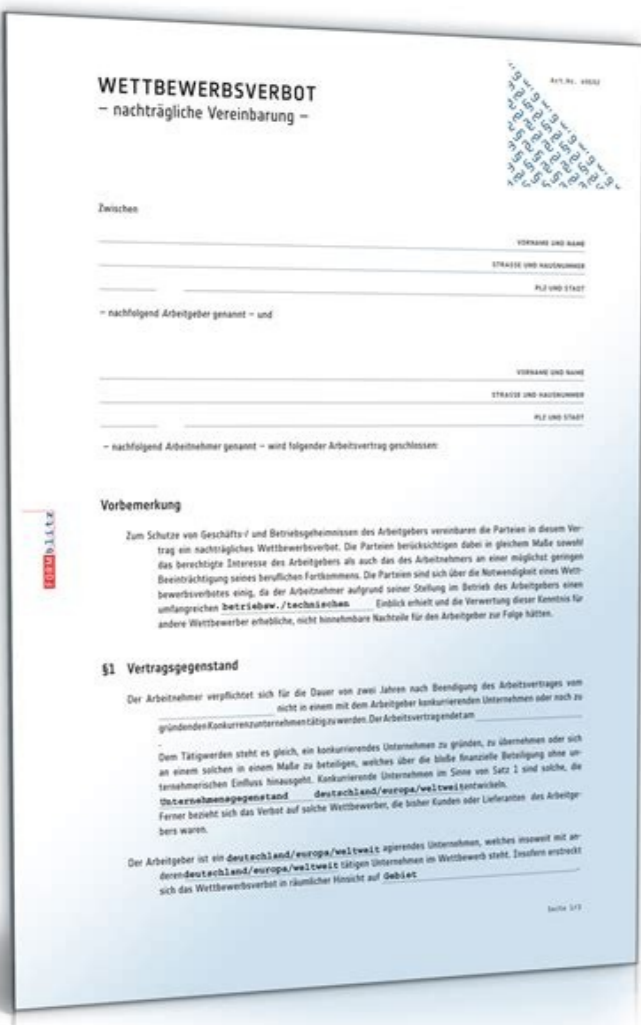 WETTBEWERBSVERBOT
– nachträgliche Vereinbarung –
Zwischen
VORNAME UND NAME
STRASSE UND HAUSNUMMER
PLZ UND STADT
– nachfolgend Arbeitgeber genannt – und
VORNAME UND NAME
STRASSE UND HAUSNUMMER
PLZ UND STADT
– nachfolgend Arbeitnehmer genannt – wird folgender Arbeitsvertrag geschlossen:
FORMblitz
Vorbemerkung
Zum Schutze von Geschäfts-/ und Betriebsgeheimnissen des Arbeitgebers vereinbaren die Parteien in diesem Ver-
trag ein nachträgliches Wettbewerbsverbot. Die Parteien berücksichtigen dabei in gleichem Maße sowohl
das berechtigte Interesse des Arbeitgebers als auch das des Arbeitnehmers an einer möglichst geringen
Beeinträchtigung seines beruflichen Fortkommens. Die Parteien sind sich über die Notwendigkeit eines Wett-
bewerbsverbotes einig, da der Arbeitnehmer aufgrund seiner Stellung im Betrieb des Arbeitgebers einen
umfangreichen betriebsw./technischen Einblick erhielt und die Verwertung dieser Kenntnis für
andere Wettbewerber erhebliche, nicht hinnehmbare Nachteile für den Arbeitgeber zur Folge hätten.
§1 Vertragsgegenstand
Der Arbeitnehmer verpflichtet sich für die Dauer von zwei Jahren nach Beendigung des Arbeitsvertrages vom
nicht in einem mit dem Arbeitgeber konkurrierenden Unternehmen oder noch zu
gründenden Konkurrenzunternehmen tätig zu werden. Der Arbeitsvertrag endet am
.
Dem Tätigwerden steht es gleich, ein konkurrierendes Unternehmen zu gründen, zu übernehmen oder sich
an einem solchen in einem Maße zu beteiligen, welches über die bloße finanzielle Beteiligung ohne un-
ternehmerischen Einfluss hinausgeht. Konkurrierende Unternehmen im Sinne von Satz 1 sind solche, die
Unternehmensgegenstand deutschland/europa/weltweitentwickeln.
Ferner bezieht sich das Verbot auf solche Wettbewerber, die bisher Kunden oder Lieferanten des Arbeitge-
bers waren.
Der Arbeitgeber ist ein deutschland/europa/weltweit agierendes Unternehmen, welches insoweit mit an-
deren deutschland/europa/weltweit tätigen Unternehmen im Wettbewerb steht. Insofern erstreckt
sich das Wettbewerbsverbot in räumlicher Hinsicht auf Gebiet .